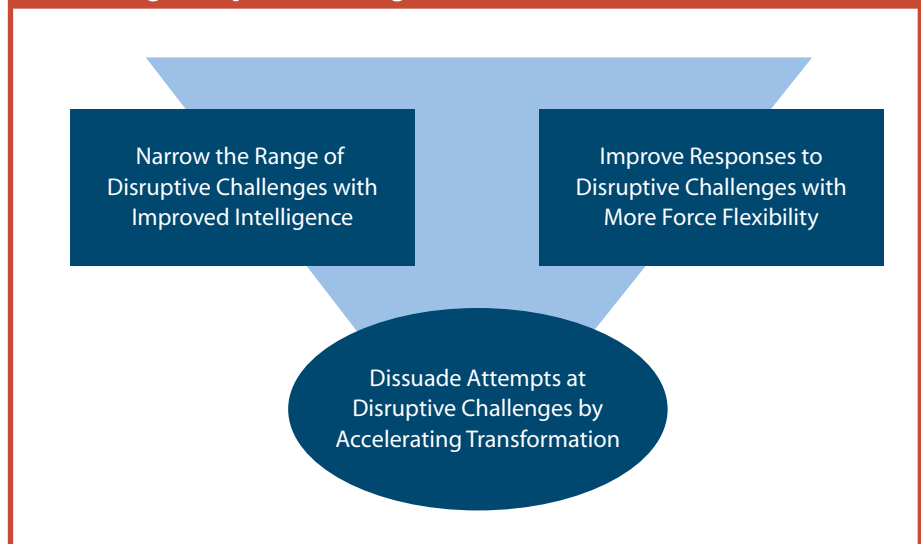 Narrow the Range of
Disruptive Challenges with
Improved Intelligence
Improve Responses to
Disruptive Challenges with
More Force Flexibility
Dissuade Attempts at
Disruptive Challenges by
Accelerating Transformation